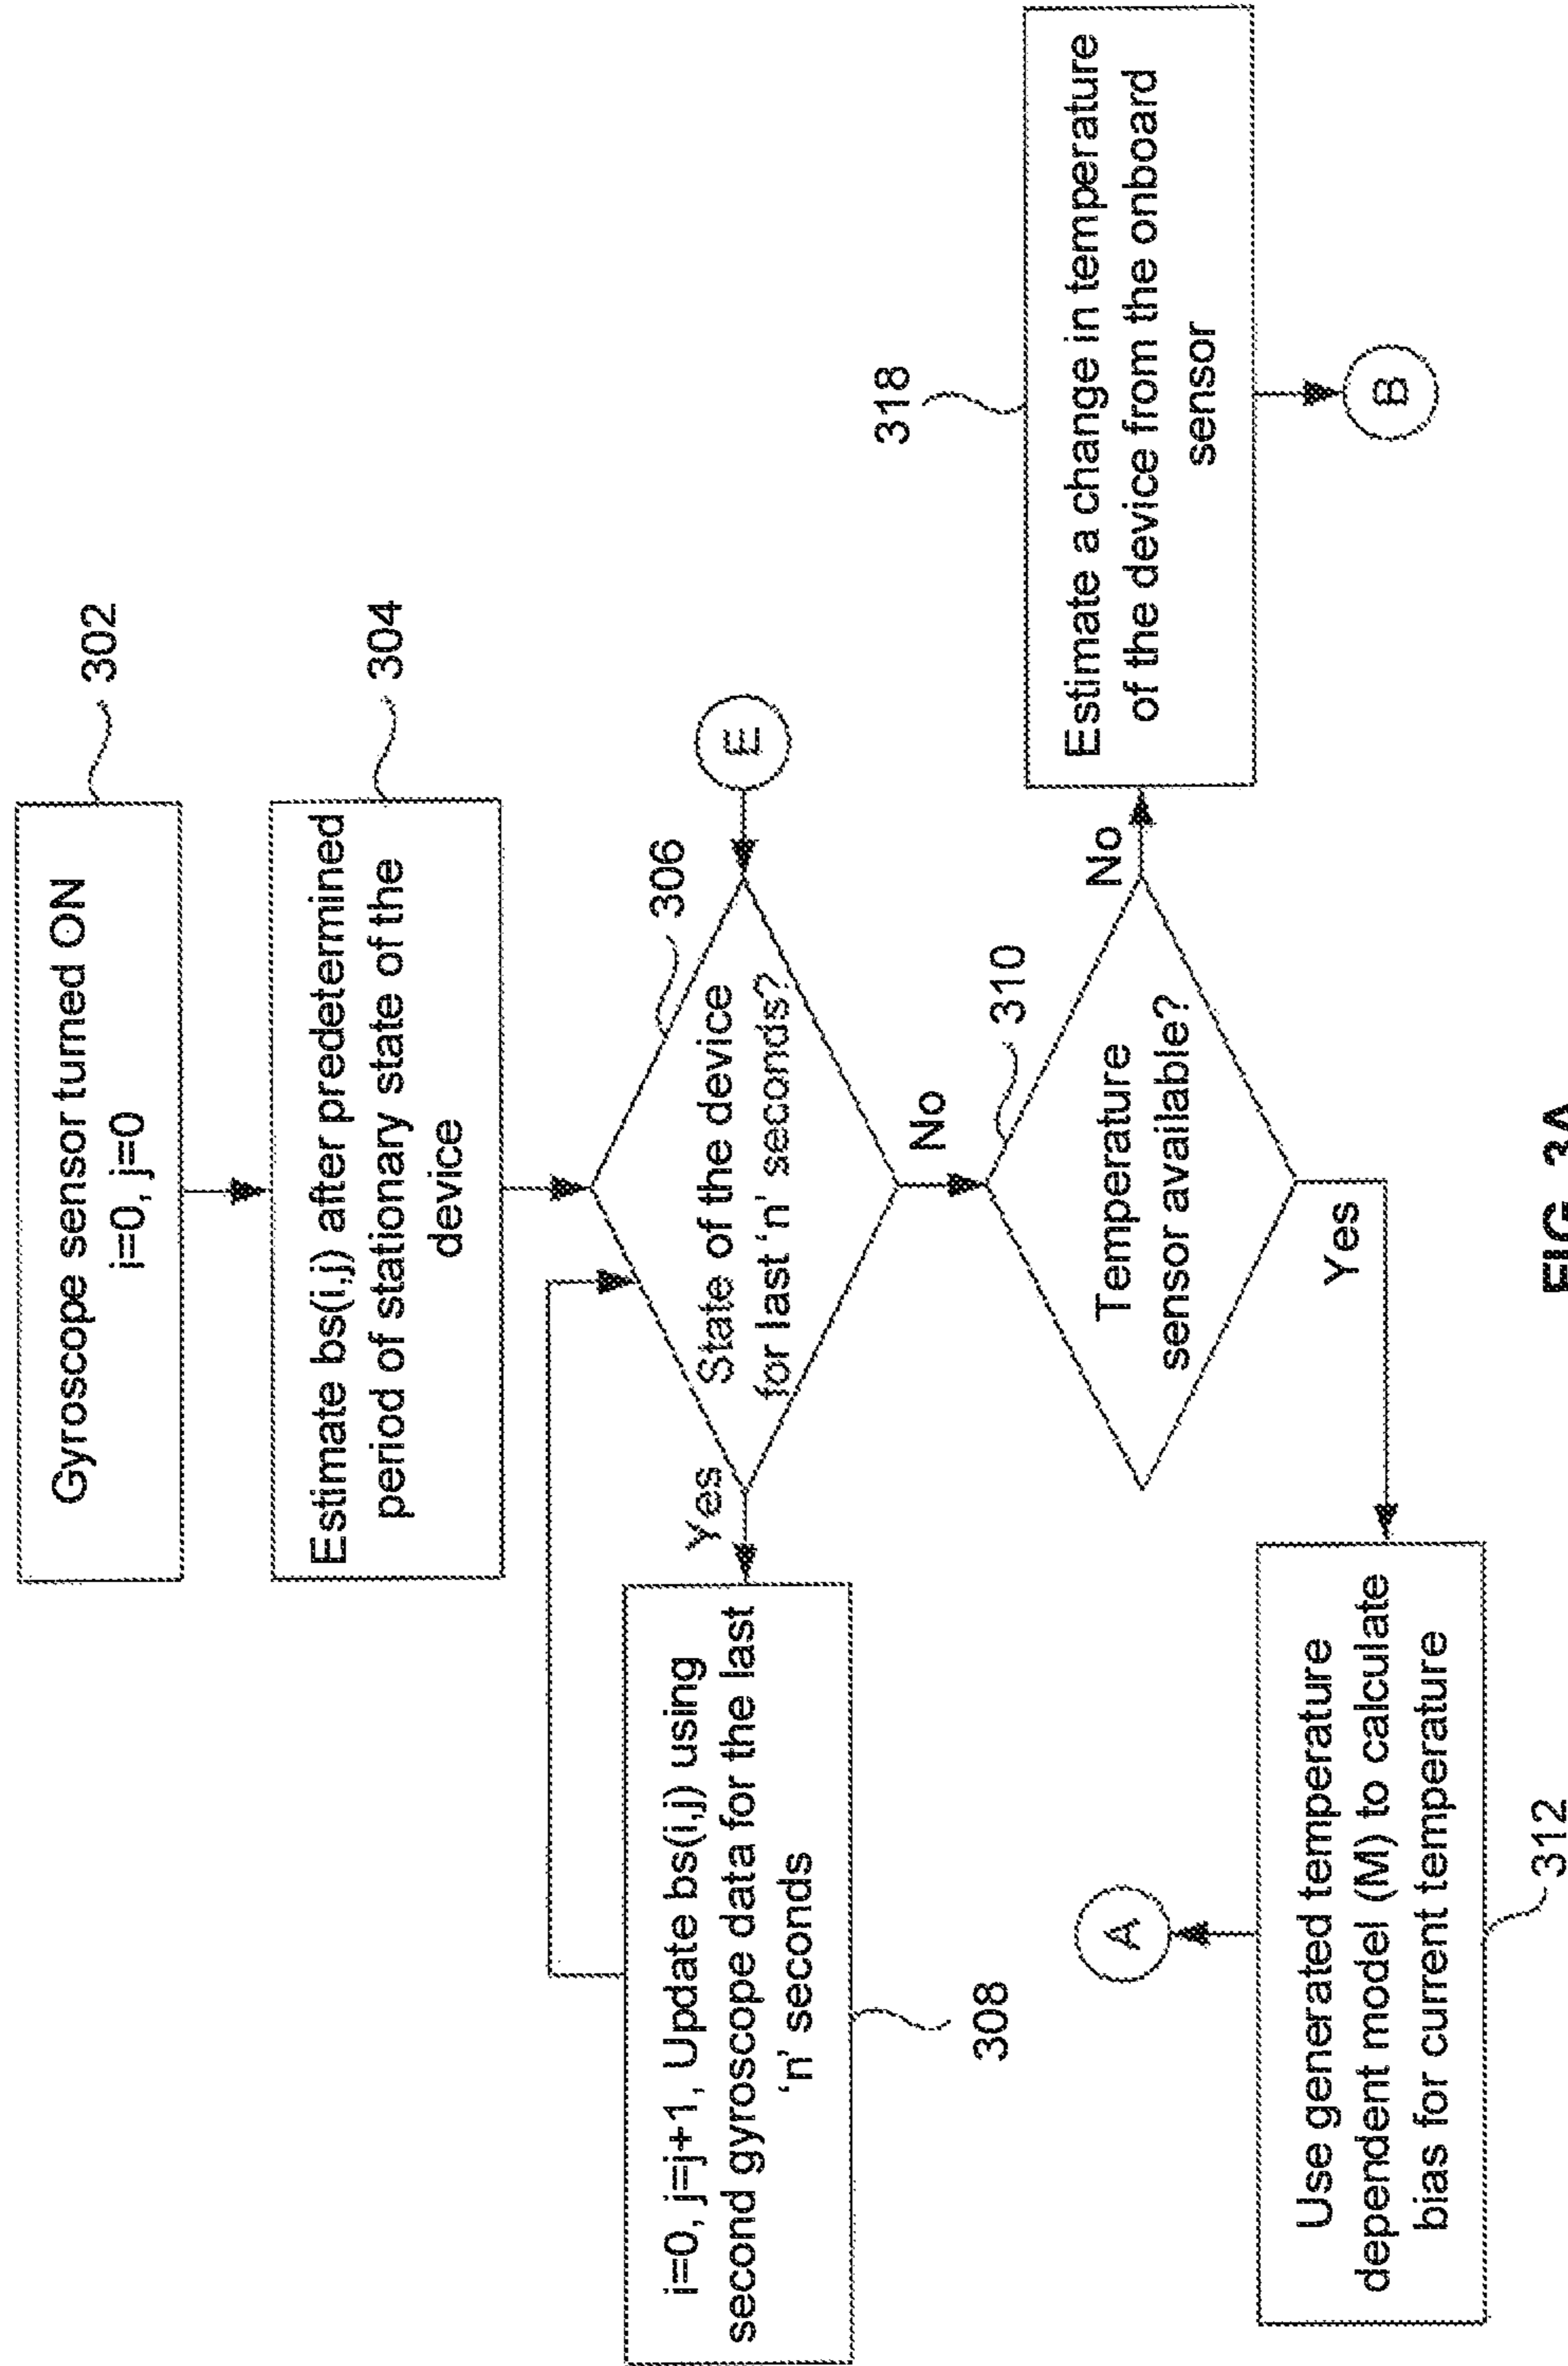 Gyroscope sensor turned ON
i=0, j=0
302
Estimate bs(i,j) after predetermined
period of stationary state of the
device
304
State of the device
for last 'n' seconds?
306
E
Yes
No
i=0, j=j+1, Update bs(i,j) using
second gyroscope data for the last
'n' seconds
308
Temperature
sensor available?
310
No
Yes
Estimate a change in temperature
of the device from the onboard
sensor
318
B
A
Use generated temperature
dependent model (M) to calculate
bias for current temperature
312
FIG. 3A